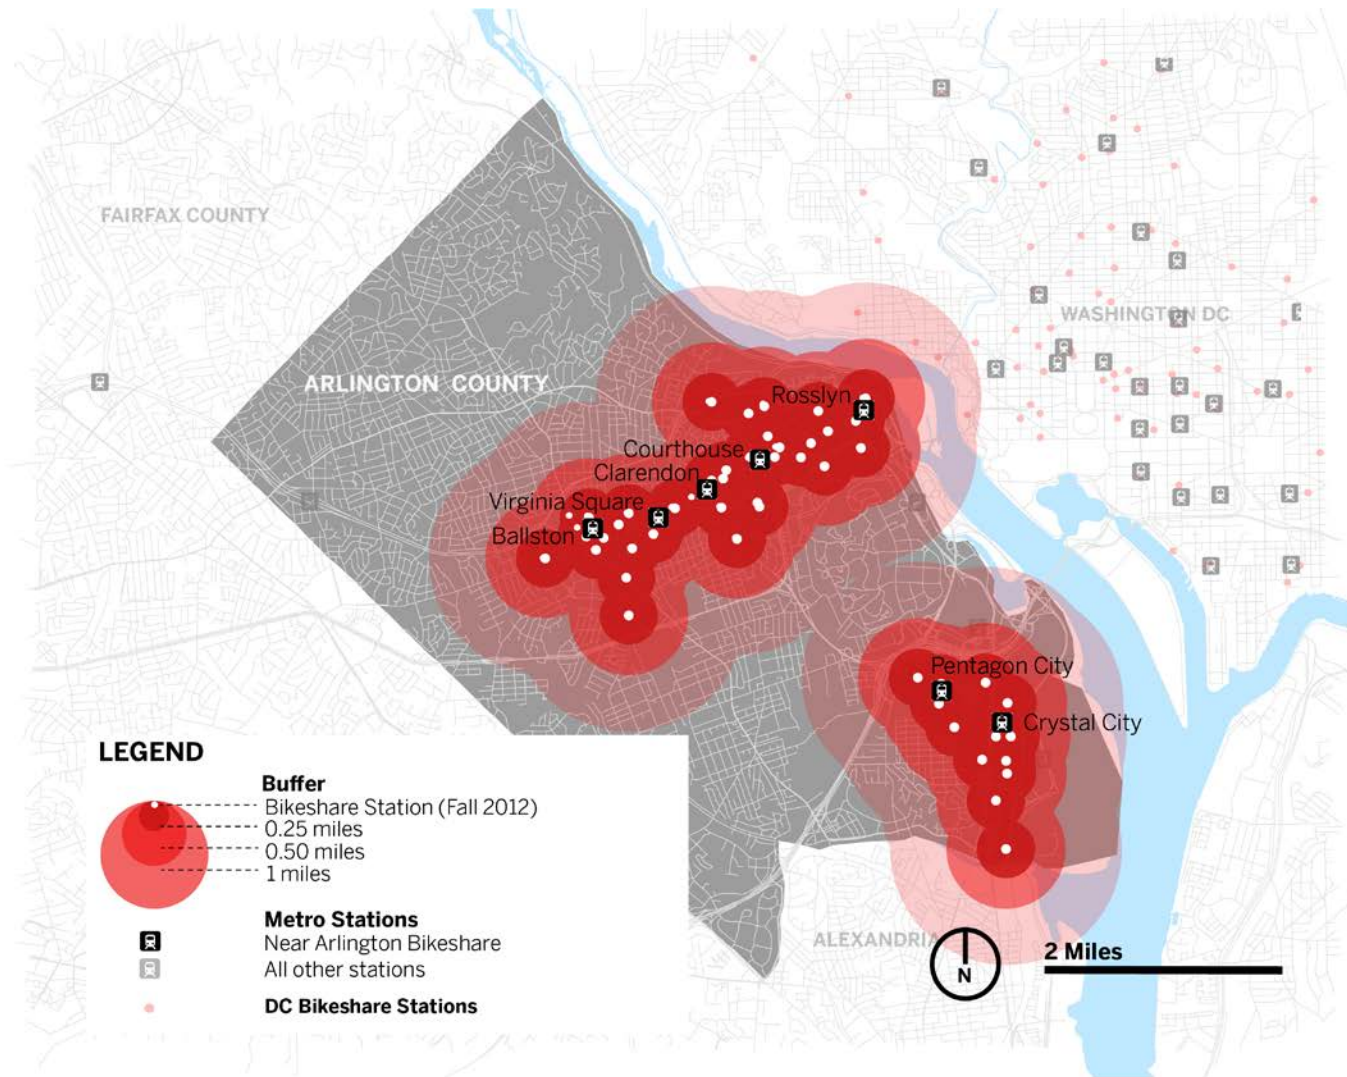 FAIRFAX COUNTY
WASHINGTON DC
ARLINGTON COUNTY
Rosslyn
Courthouse
Clarendon
Virginia Square
Ballston
Pentagon City
Crystal City
LEGEND
Buffer
Bikeshare Station (Fall 2012)
0.25 miles
0.50 miles
1 miles
Metro Stations
Near Arlington Bikeshare
All other stations
DC Bikeshare Stations
ALEXANDRIA
N
2 Miles